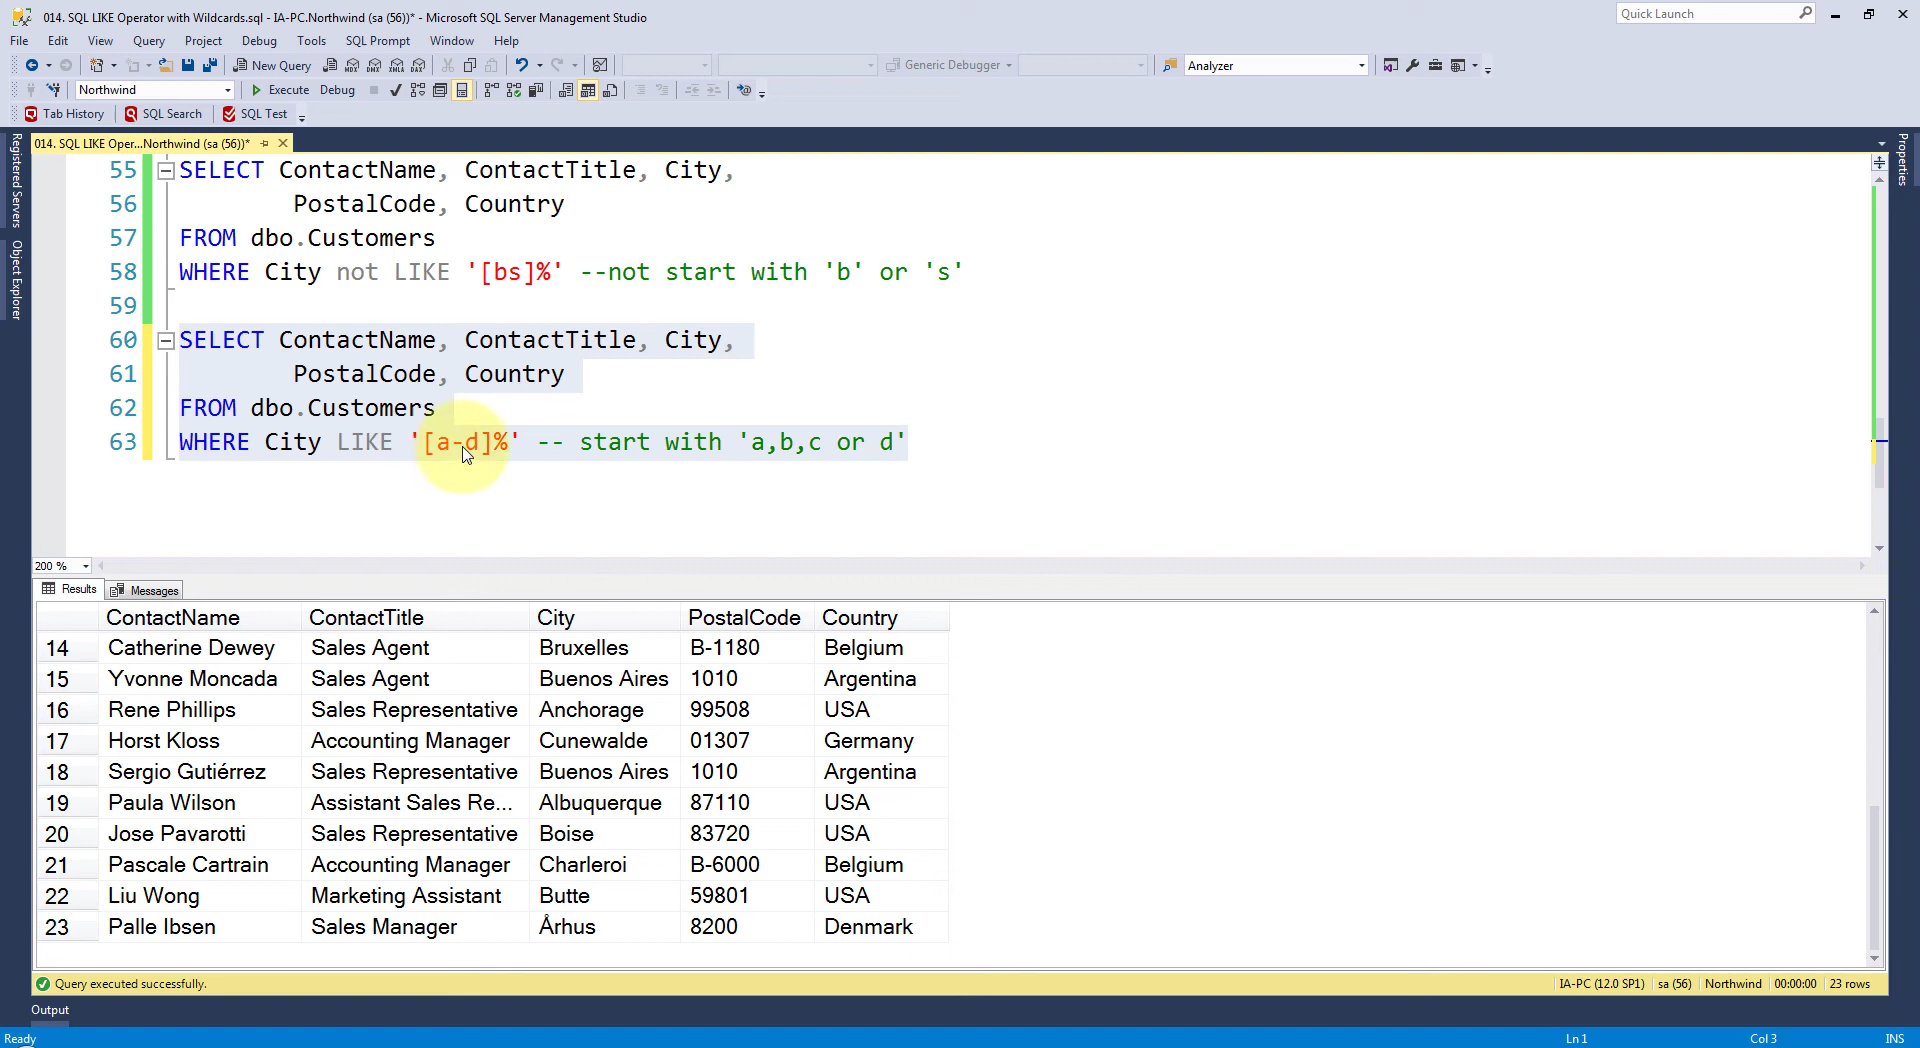 014. SQL LIKE Operator with Wildcards.sql - IA-PC.Northwind (sa (56))* - Microsoft SQL Server Management Studio
Quick Launch
File Edit View Query Project Debug Tools SQL Prompt Window Help
New Query
MDX DMX XMLA DAX
Generic Debugger
Analyzer
Northwind
Execute Debug
Tab History SQL Search SQL Test
014. SQL LIKE Oper...Northwind (sa (56))*
Registered Servers
Object Explorer
Properties
55 SELECT ContactName, ContactTitle, City,
56 PostalCode, Country
57 FROM dbo.Customers
58 WHERE City not LIKE '[bs]%' --not start with 'b' or 's'
59
60 SELECT ContactName, ContactTitle, City,
61 PostalCode, Country
62 FROM dbo.Customers
63 WHERE City LIKE '[a-d]%' -- start with 'a,b,c or d'
200 %
Results Messages
ContactName ContactTitle City PostalCode Country
14 Catherine Dewey Sales Agent Bruxelles B-1180 Belgium
15 Yvonne Moncada Sales Agent Buenos Aires 1010 Argentina
16 Rene Phillips Sales Representative Anchorage 99508 USA
17 Horst Kloss Accounting Manager Cunewalde 01307 Germany
18 Sergio Gutiérrez Sales Representative Buenos Aires 1010 Argentina
19 Paula Wilson Assistant Sales Re... Albuquerque 87110 USA
20 Jose Pavarotti Sales Representative Boise 83720 USA
21 Pascale Cartrain Accounting Manager Charleroi B-6000 Belgium
22 Liu Wong Marketing Assistant Butte 59801 USA
23 Palle Ibsen Sales Manager Århus 8200 Denmark
Query executed successfully. IA-PC (12.0 SP1) sa (56) Northwind 00:00:00 23 rows
Output
Ready Ln 1 Col 3 INS